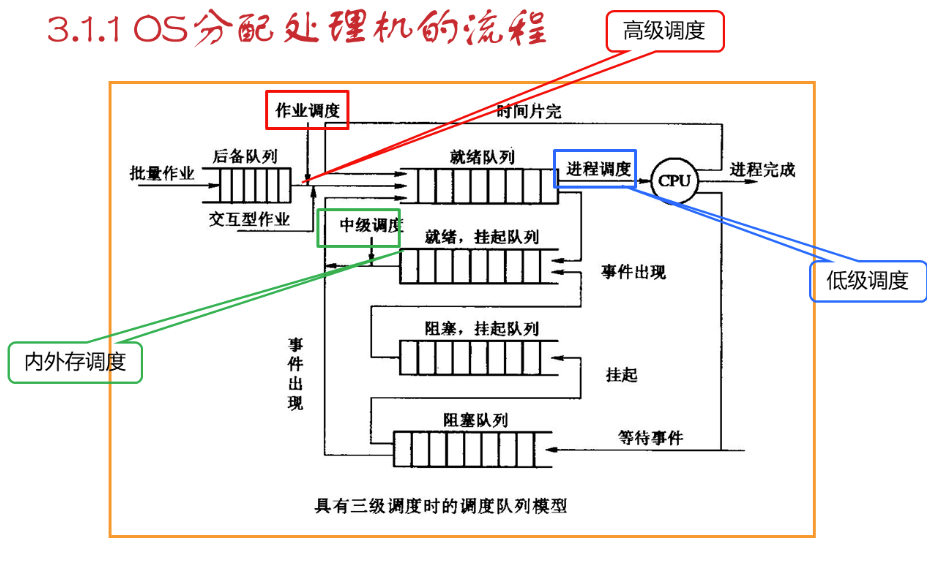 3.1.1 OS分配处理机的流程
高级调度
作业调度
时间片完
后备队列
就绪队列
批量作业
进程调度
CPU
进程完成
交互型作业
中级调度
就绪，挂起队列
事件出现
低级调度
阻塞，挂起队列
内外存调度
事件出现
挂起
阻塞队列
等待事件
具有三级调度时的调度队列模型